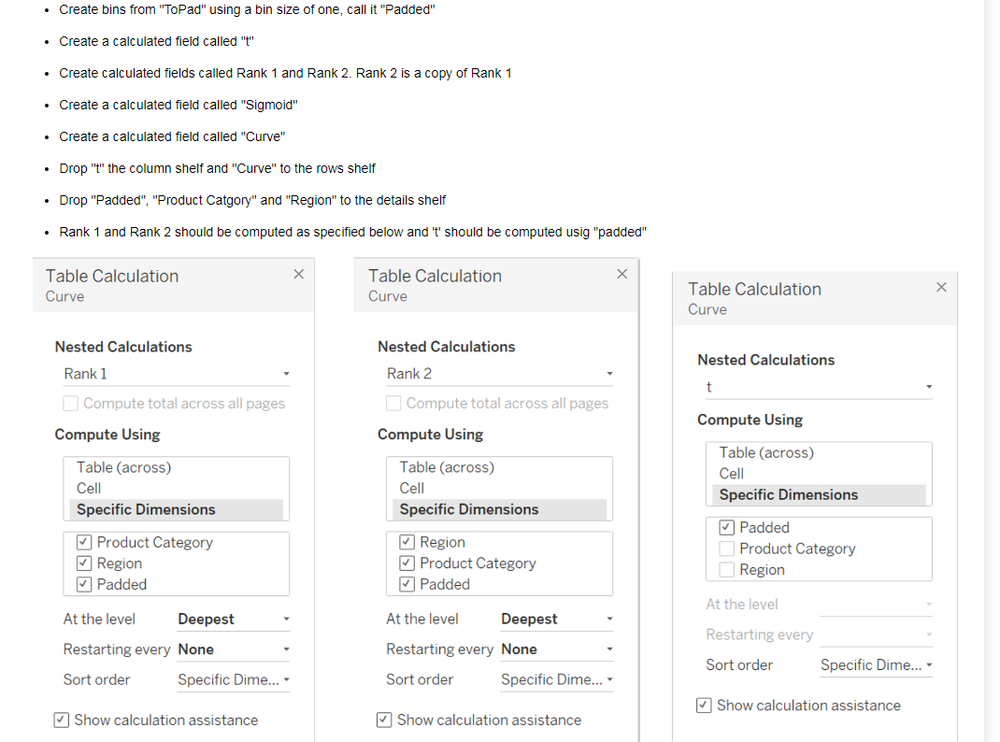 • Create bins from "ToPad" using a bin size of one, call it "Padded"
• Create a calculated field called "t"
• Create calculated fields called Rank 1 and Rank 2. Rank 2 is a copy of Rank 1
• Create a calculated field called "Sigmoid"
• Create a calculated field called "Curve"
• Drop "t" the column shelf and "Curve" to the rows shelf
• Drop "Padded", "Product Catgory" and "Region" to the details shelf
• Rank 1 and Rank 2 should be computed as specified below and 't' should be computed usig "padded"
Table Calculation
Curve
Nested Calculations
Rank 1
Compute total across all pages
Compute Using
Table (across)
Cell
Specific Dimensions
Product Category
Region
Padded
At the level Deepest
Restarting every None
Sort order Specific Dime...
Show calculation assistance
Table Calculation
Curve
Nested Calculations
Rank 2
Compute total across all pages
Compute Using
Table (across)
Cell
Specific Dimensions
Region
Product Category
Padded
At the level Deepest
Restarting every None
Sort order Specific Dime...
Show calculation assistance
Table Calculation
Curve
Nested Calculations
t
Compute Using
Table (across)
Cell
Specific Dimensions
Padded
Product Category
Region
At the level
Restarting every
Sort order Specific Dime...
Show calculation assistance